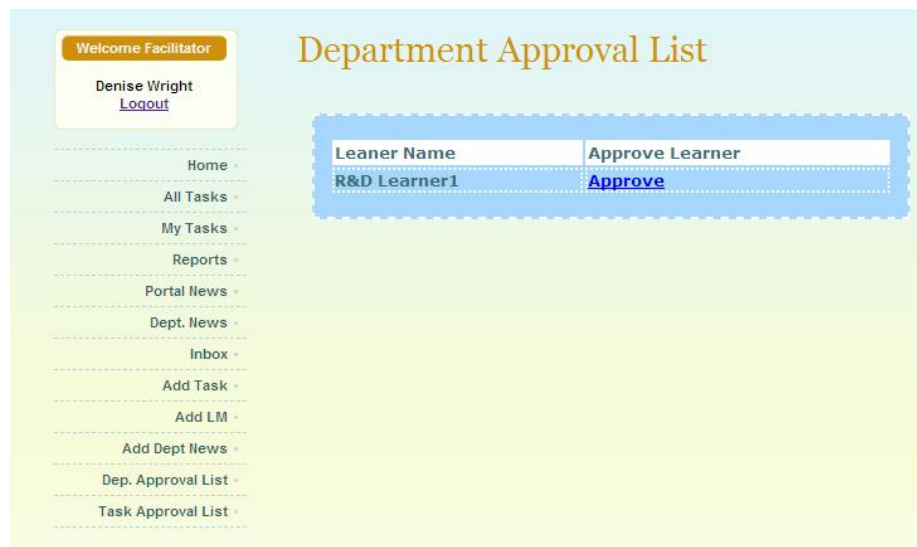 Welcome Facilitator
Denise Wright
Logout
Home
All Tasks
My Tasks
Reports
Portal News
Dept. News
Inbox
Add Task
Add LM
Add Dept News
Dep. Approval List
Task Approval List
Department Approval List
Leaner Name Approve Learner
R&D Learner1 Approve